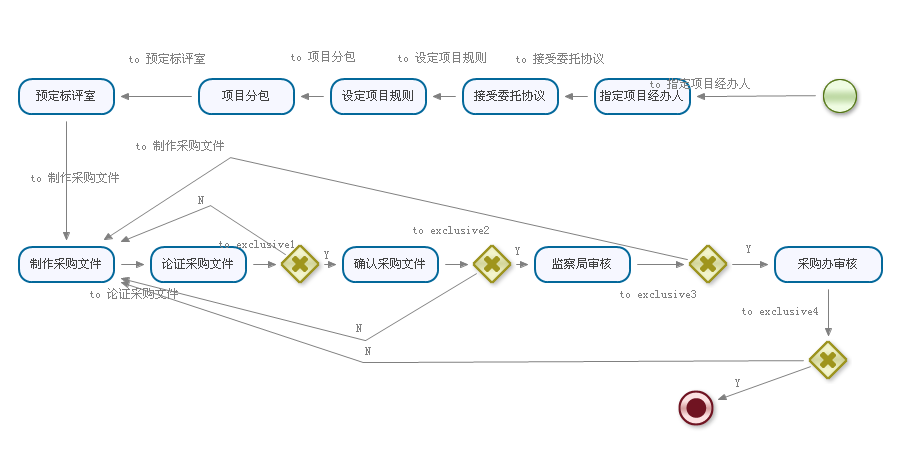 to 预定标评室
to 项目分包
to 设定项目规则
to 接受委托协议
to 指定项目经办人
预定标评室
项目分包
设定项目规则
接受委托协议
指定项目经办人
to 制作采购文件
to 制作采购文件
N
to exclusive1
to exclusive2
Y
Y
Y
制作采购文件
论证采购文件
确认采购文件
监察局审核
采购办审核
to 论证采购文件
to exclusive3
to exclusive4
N
N
Y